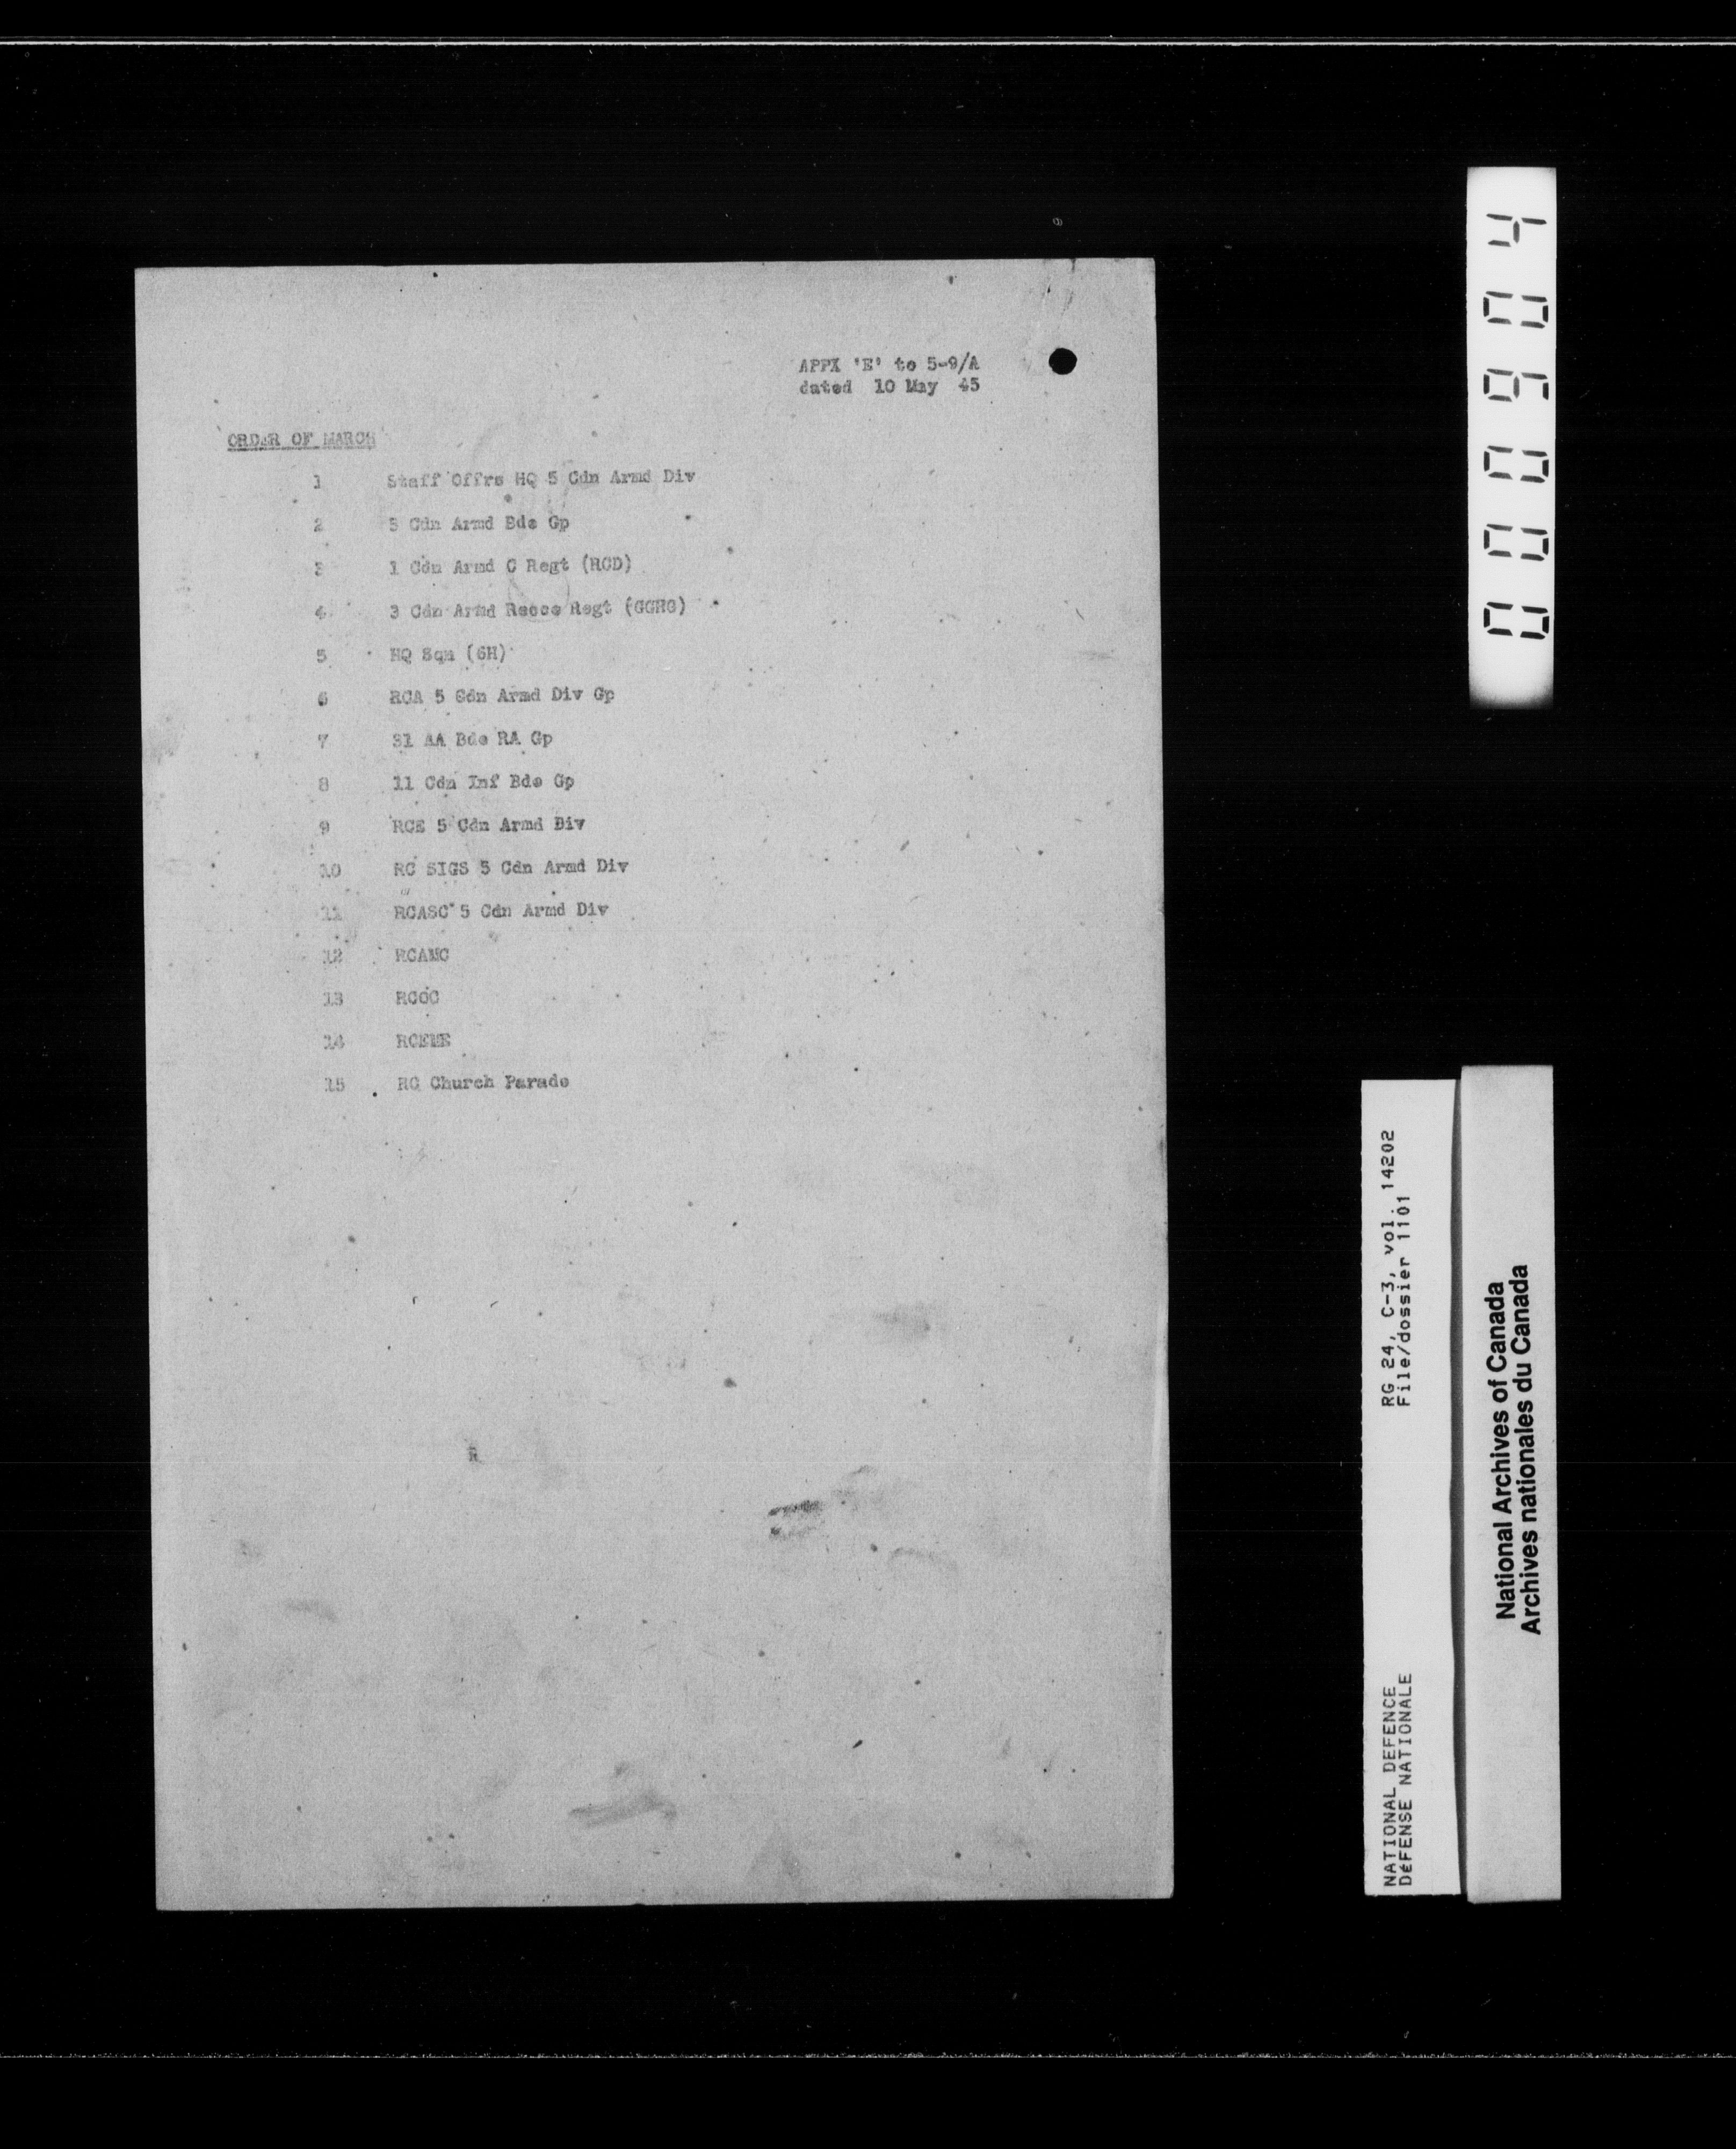 APPX 'E' to 5-9/A
dated 10 May 45
ORDER OF MARCH
1 Staff Offrs HQ 5 Cdn Armd Div
2 5 Cdn Armd Bde Gp
3 1 Cdn Armd C Regt (RCD)
4 3 Cdn Armd Recce Regt (GGHG)
5 HQ Sqn (6H)
6 RCA 5 Cdn Armd Div Gp
7 31 AA Bde RA Gp
8 11 Cdn Inf Bde Gp
9 RCE 5 Cdn Armd Div
10 RC SIGS 5 Cdn Armd Div
11 RCASC 5 Cdn Armd Div
12 RCAMC
13 RCOC
14 RCEME
15 RC Church Parade
000904
RG 24, C-3, vol. 14202
File/dossier 1101
NATIONAL DEFENCE
DéFENSE NATIONALE
National Archives of Canada
Archives nationales du Canada